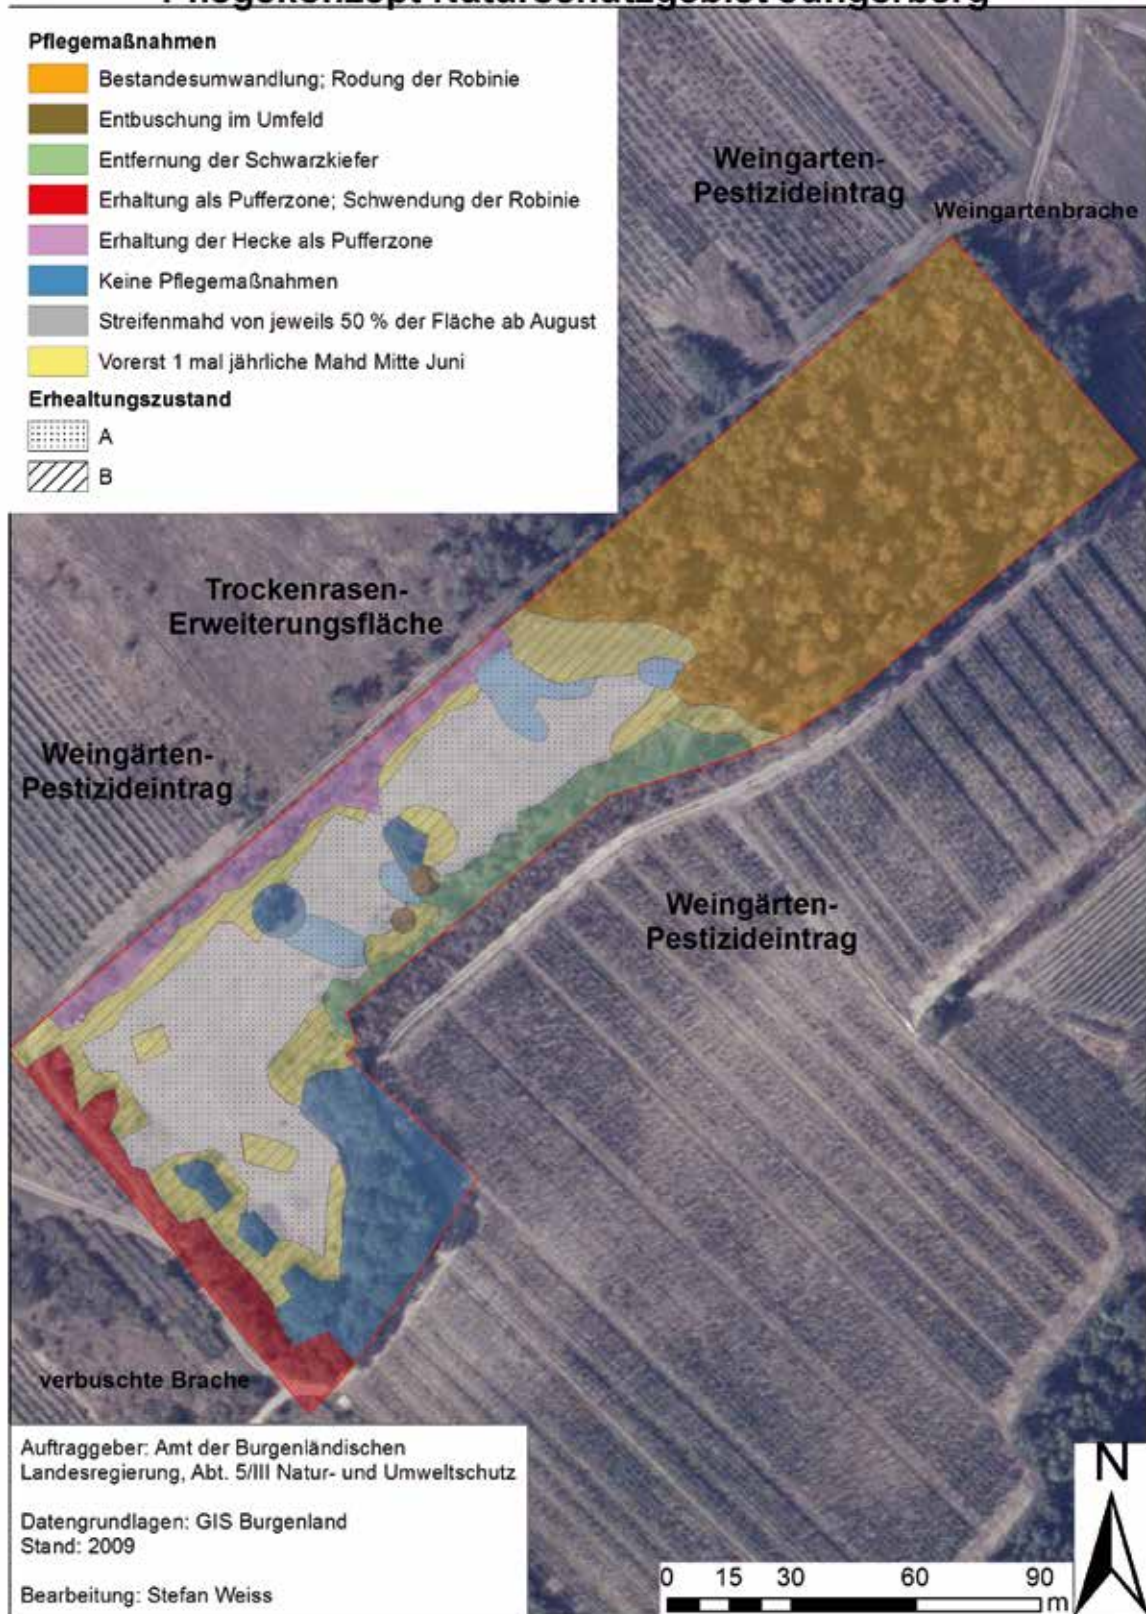 Pflegekonzept Naturschutzgebiet Jungerberg
Pflegemaßnahmen
Bestandesumwandlung; Rodung der Robinie
Entbuschung im Umfeld
Entfernung der Schwarzkiefer
Erhaltung als Pufferzone; Schwendung der Robinie
Erhaltung der Hecke als Pufferzone
Keine Pflegemaßnahmen
Streifenmahd von jeweils 50 % der Fläche ab August
Vorerst 1 mal jährliche Mahd Mitte Juni
Erhealtungszustand
A
B
Weingarten-
Pestizideintrag
Weingartenbrache
Trockenrasen-
Erweiterungsfläche
Weingärten-
Pestizideintrag
Weingärten-
Pestizideintrag
verbuschte Brache
Auftraggeber: Amt der Burgenländischen
Landesregierung, Abt. 5/III Natur- und Umweltschutz
Datengrundlagen: GIS Burgenland
Stand: 2009
Bearbeitung: Stefan Weiss
N
0 15 30 60 90
m